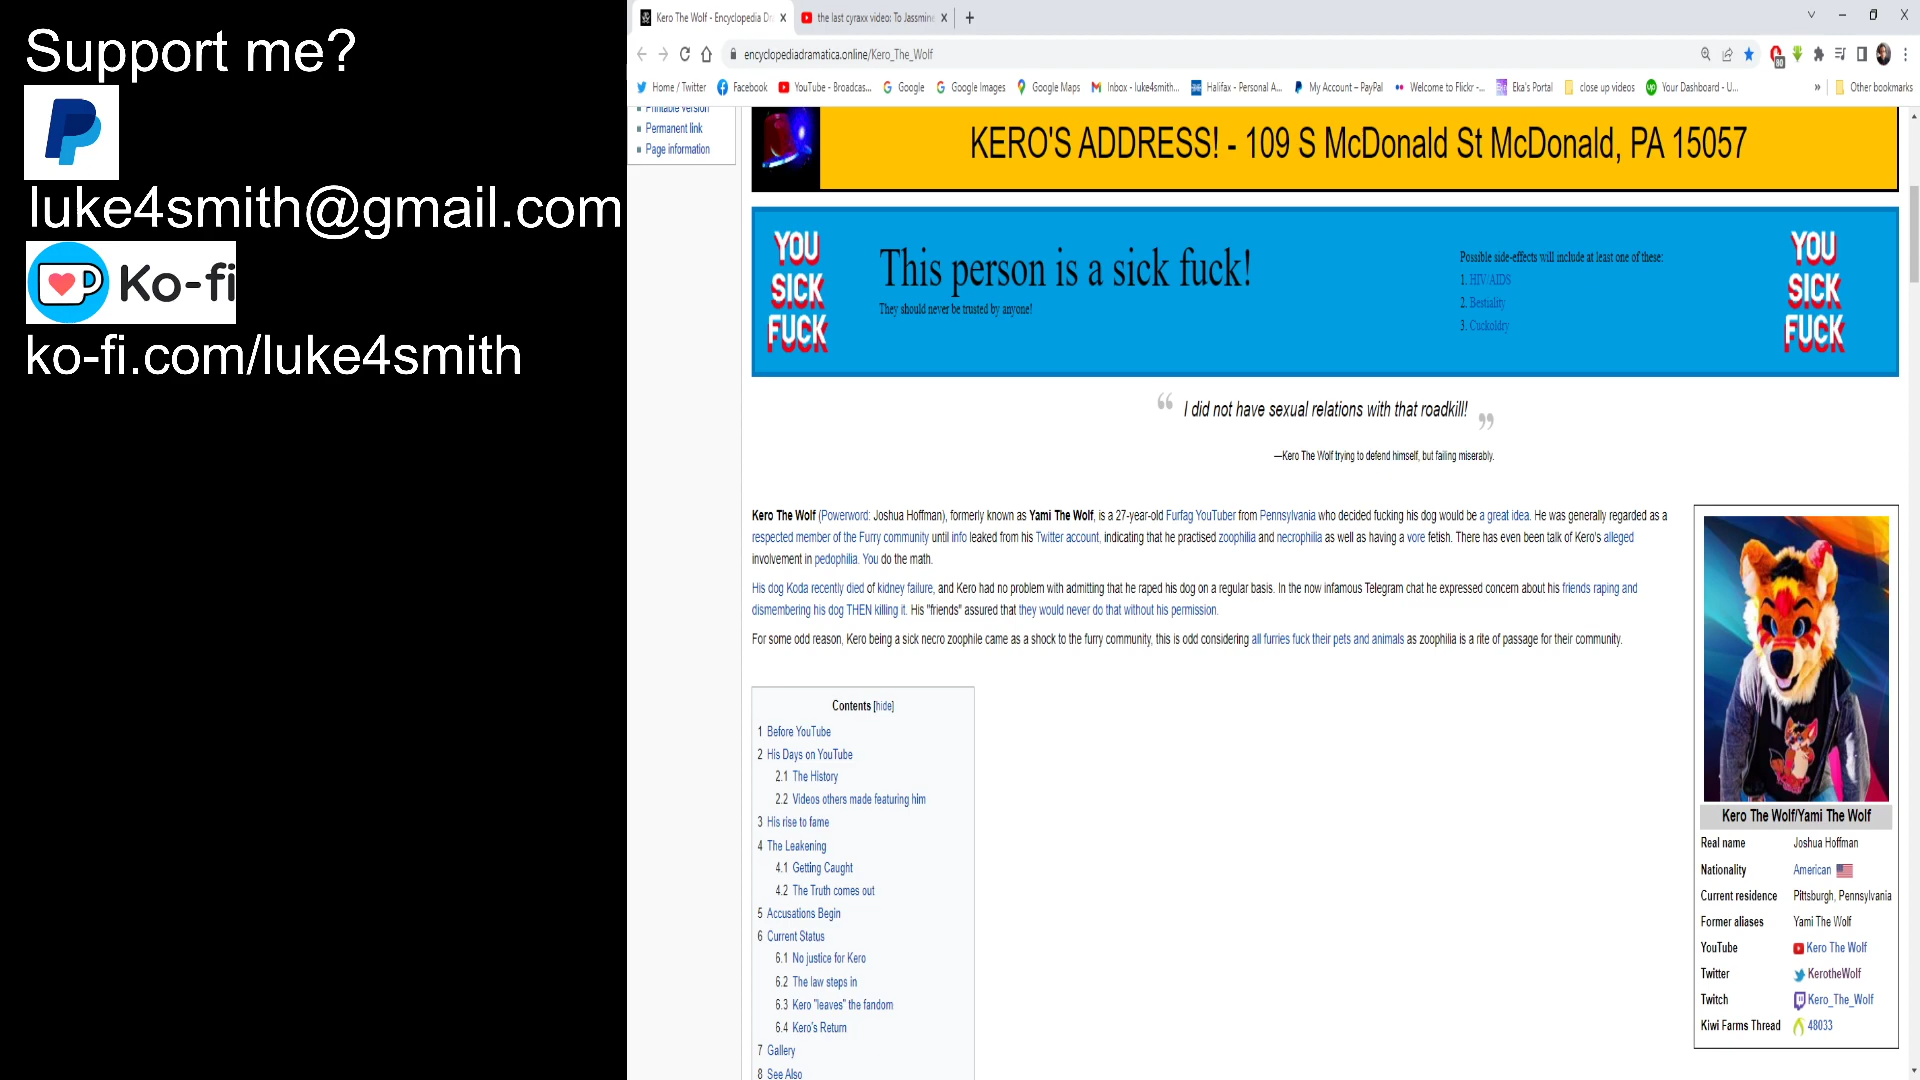 Support me?
P
luke4smith@gmail.com
Ko-fi
ko-fi.com/luke4smith
Kero The Wolf - Encyclopedia Dr
the last cyraxx video: To Jassmin
encyclopediadramatica.online/Kero_The_Wolf
80
Home / Twitter Facebook YouTube - Broadcas... Google Google Images Google Maps Inbox - luke4smith... Halifax - Personal A... My Account – PayPal Welcome to Flickr -... Eka's Portal close up videos Your Dashboard - U... » Other bookmarks
Printable version
Permanent link
Page information
KERO'S ADDRESS! - [home address omitted]
YOU SICK FUCK
This person is a sick fuck!
They should never be trusted by anyone!
Possible side-effects will include at least one of these:
1. HIV/AIDS
2. Bestiality
3. Cuckoldry
YOU SICK FUCK
“ I did not have sexual relations with that roadkill! ”
—Kero The Wolf trying to defend himself, but failing miserably.
Kero The Wolf (Powerword: Joshua Hoffman), formerly known as Yami The Wolf, is a 27-year-old Furfag YouTuber from Pennsylvania who decided fucking his dog would be a great idea. He was generally regarded as a
respected member of the Furry community until info leaked from his Twitter account, indicating that he practised zoophilia and necrophilia as well as having a vore fetish. There has even been talk of Kero's alleged
involvement in pedophilia. You do the math.
His dog Koda recently died of kidney failure, and Kero had no problem with admitting that he raped his dog on a regular basis. In the now infamous Telegram chat he expressed concern about his friends raping and
dismembering his dog THEN killing it. His "friends" assured that they would never do that without his permission.
For some odd reason, Kero being a sick necro zoophile came as a shock to the furry community, this is odd considering all furries fuck their pets and animals as zoophilia is a rite of passage for their community.
Contents [hide]
1 Before YouTube
2 His Days on YouTube
2.1 The History
2.2 Videos others made featuring him
3 His rise to fame
4 The Leakening
4.1 Getting Caught
4.2 The Truth comes out
5 Accusations Begin
6 Current Status
6.1 No justice for Kero
6.2 The law steps in
6.3 Kero "leaves" the fandom
6.4 Kero's Return
7 Gallery
8 See Also
Kero The Wolf/Yami The Wolf
Real name Joshua Hoffman
Nationality American
Current residence Pittsburgh, Pennsylvania
Former aliases Yami The Wolf
YouTube Kero The Wolf
Twitter KerotheWolf
Twitch Kero_The_Wolf
Kiwi Farms Thread 48033